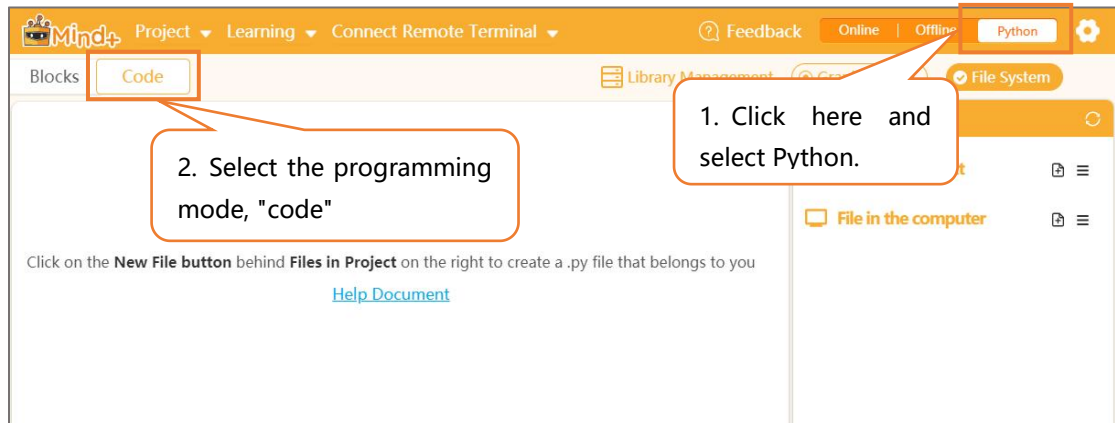 Mind+ Project Learning Connect Remote Terminal Feedback Online | Offline Python
Blocks Code Library Management File System
1. Click here and
select Python.
2. Select the programming
mode, "code"
File in the computer
Click on the New File button behind Files in Project on the right to create a .py file that belongs to you
Help Document